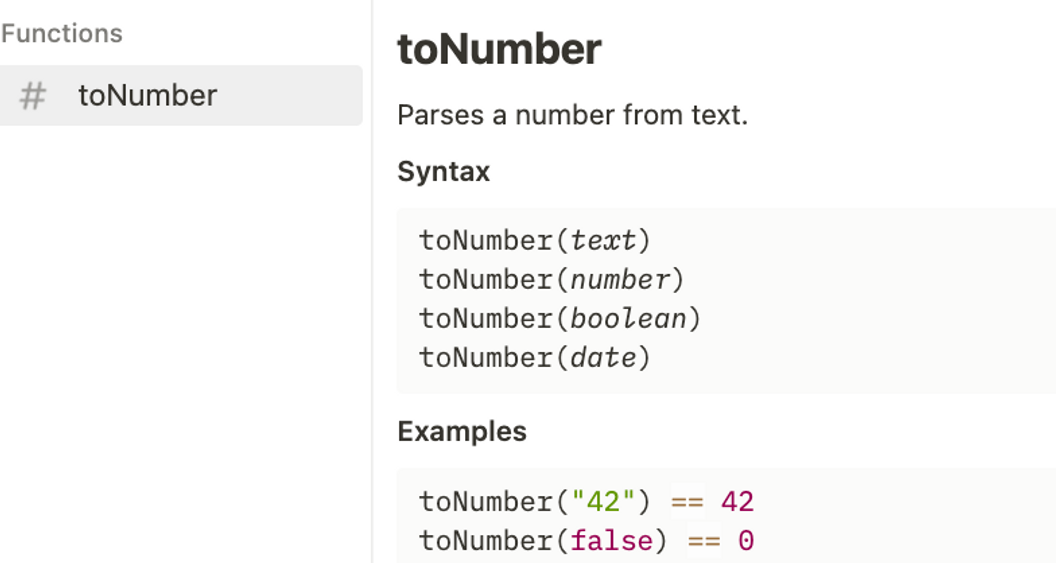 Functions
# toNumber
toNumber
Parses a number from text.
Syntax
toNumber(text)
toNumber(number)
toNumber(boolean)
toNumber(date)
Examples
toNumber("42") == 42
toNumber(false) == 0